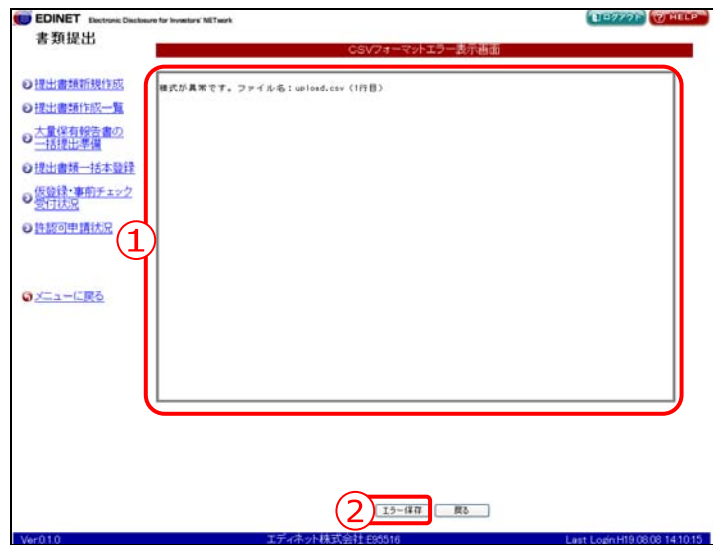 EDINET Electronic Disclosure for Investors' NETwork
ログアウト
? HELP
書類提出
CSVフォーマットエラー表示画面
提出書類新規作成
提出書類作成一覧
大量保有報告書の
一括提出準備
提出書類一括本登録
仮登録・事前チェック
受付状況
許認可申請状況
メニューに戻る
様式が異常です。ファイル名：upload.csv（1行目）
①
②
エラー保存
戻る
Ver.0.1.0
エディネット株式会社:E95516
Last Login:H19.08.08 14:10:15